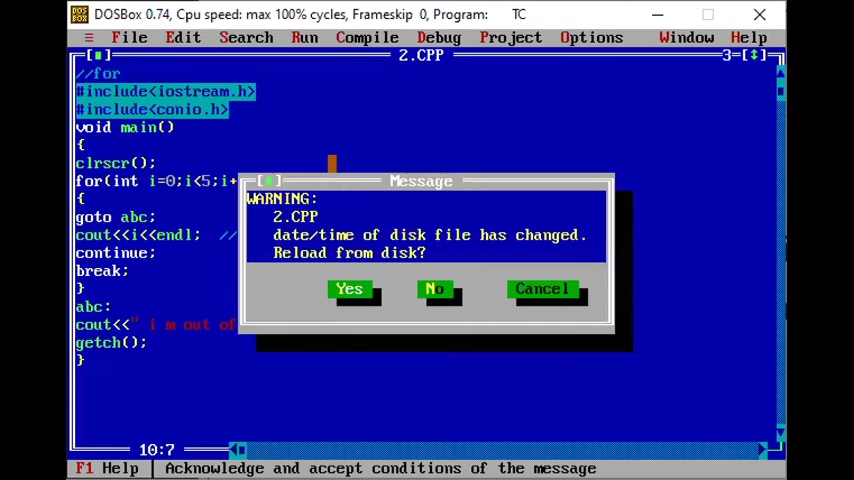 DOSBox 0.74, Cpu speed: max 100% cycles, Frameskip 0, Program: TC
≡ File Edit Search Run Compile Debug Project Options Window Help
[■] 2.CPP 3=[↕]
//for
#include<iostream.h>
#include<conio.h>
void main()
{
clrscr();
for(int i=0;i<5;i+
{
goto abc;
cout<<i<<endl; //
continue;
break;
}
abc:
cout<<" i m out of
getch();
}
[■] Message
WARNING:
2.CPP
date/time of disk file has changed.
Reload from disk?
Yes No Cancel
10:7
F1 Help | Acknowledge and accept conditions of the message